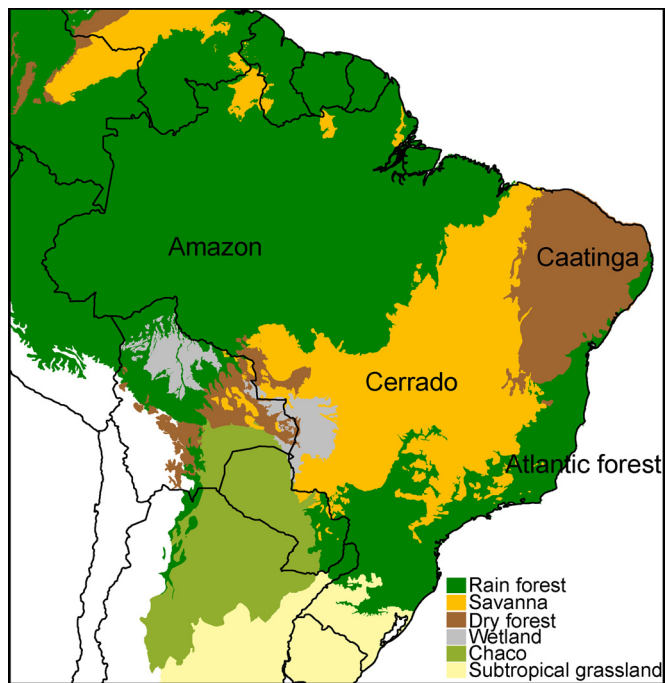 Amazon
Caatinga
Cerrado
Atlantic forest
Rain forest
Savanna
Dry forest
Wetland
Chaco
Subtropical grassland